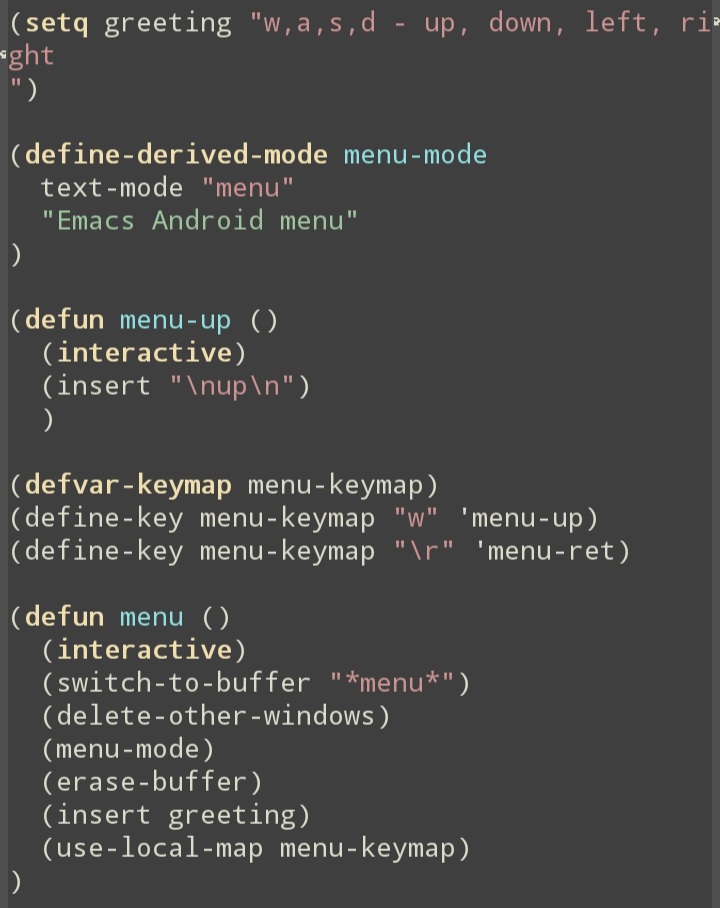 (setq greeting "w,a,s,d - up, down, left, ri
ght
")
(define-derived-mode menu-mode
  text-mode "menu"
  "Emacs Android menu"
)
(defun menu-up ()
  (interactive)
  (insert "\nup\n")
  )
(defvar-keymap menu-keymap)
(define-key menu-keymap "w" 'menu-up)
(define-key menu-keymap "\r" 'menu-ret)
(defun menu ()
  (interactive)
  (switch-to-buffer "*menu*")
  (delete-other-windows)
  (menu-mode)
  (erase-buffer)
  (insert greeting)
  (use-local-map menu-keymap)
)